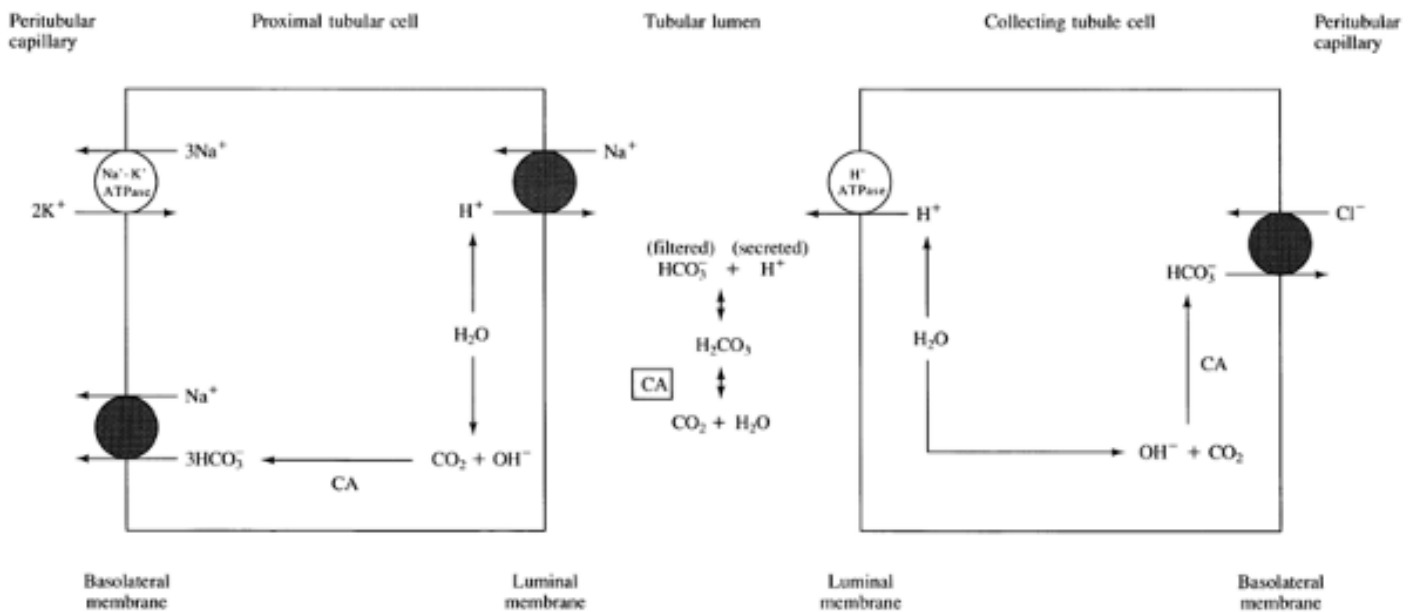 Peritubular
capillary
Proximal tubular cell
Tubular lumen
Collecting tubule cell
Peritubular
capillary
3Na⁺
Na⁺
Na⁺-K⁺
ATPase
H⁺
ATPase
2K⁺
H⁺
H⁺
Cl⁻
(filtered) (secreted)
HCO₃⁻ + H⁺
HCO₃⁻
H₂O
H₂CO₃
H₂O
CA
CA
Na⁺
CO₂ + H₂O
3HCO₃⁻
CO₂ + OH⁻
OH⁻ + CO₂
CA
Basolateral
membrane
Luminal
membrane
Luminal
membrane
Basolateral
membrane